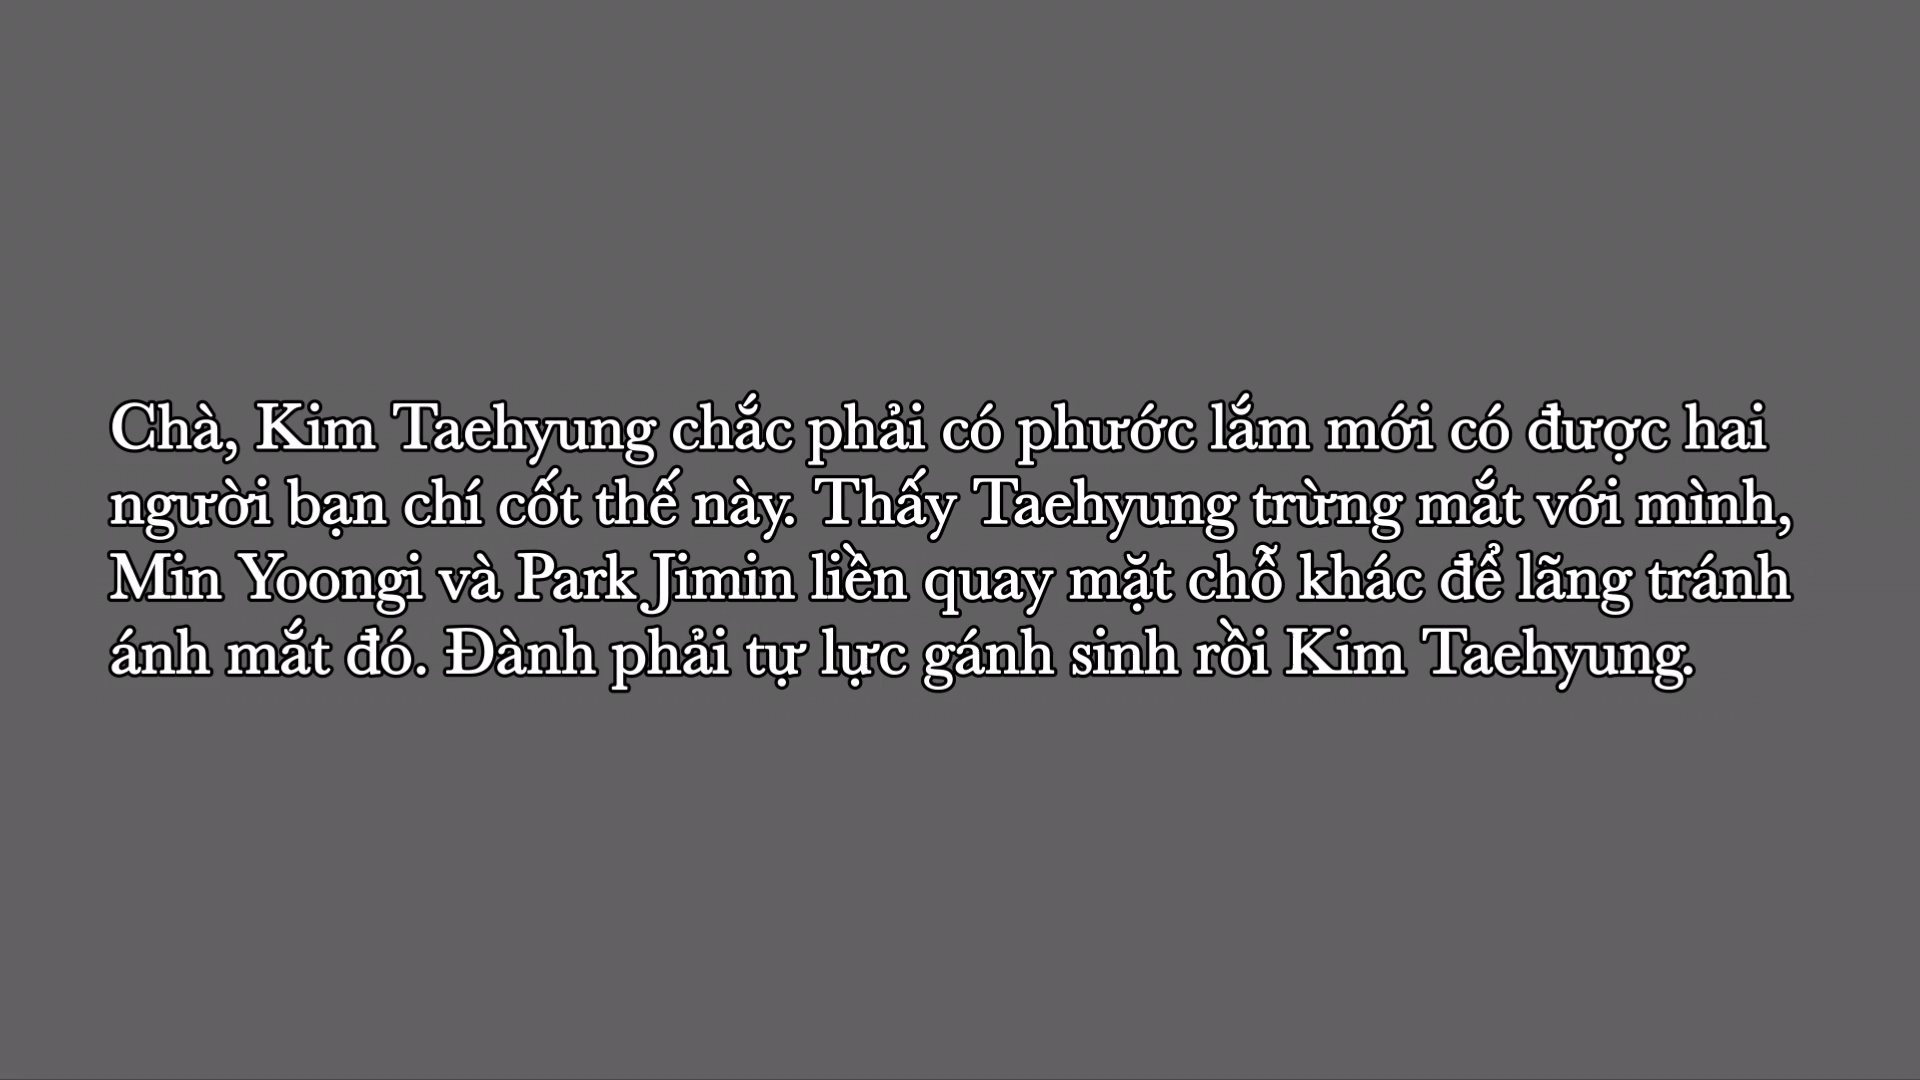 Chà, Kim Taehyung chắc phải có phước lắm mới có được hai
người bạn chí cốt thế này. Thấy Taehyung trừng mắt với mình,
Min Yoongi và Park Jimin liền quay mặt chỗ khác để lãng tránh
ánh mắt đó. Đành phải tự lực gánh sinh rồi Kim Taehyung.